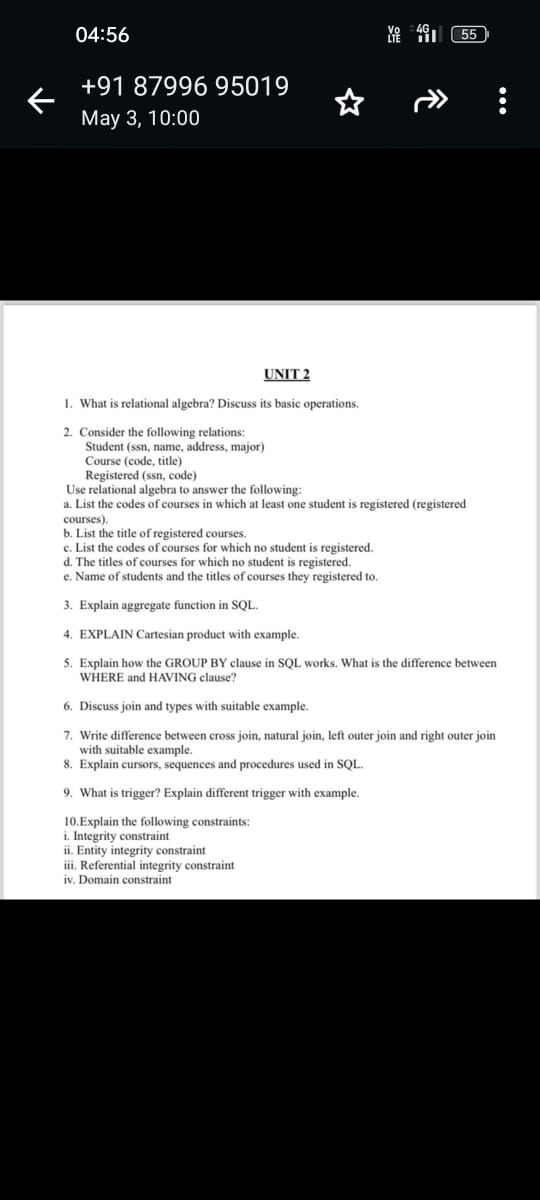 04:56
Vo LTE 4G 55
+91 87996 95019
May 3, 10:00
UNIT 2
1. What is relational algebra? Discuss its basic operations.
2. Consider the following relations:
Student (ssn, name, address, major)
Course (code, title)
Registered (ssn, code)
Use relational algebra to answer the following:
a. List the codes of courses in which at least one student is registered (registered
courses).
b. List the title of registered courses.
c. List the codes of courses for which no student is registered.
d. The titles of courses for which no student is registered.
e. Name of students and the titles of courses they registered to.
3. Explain aggregate function in SQL.
4. EXPLAIN Cartesian product with example.
5. Explain how the GROUP BY clause in SQL works. What is the difference between
WHERE and HAVING clause?
6. Discuss join and types with suitable example.
7. Write difference between cross join, natural join, left outer join and right outer join
with suitable example.
8. Explain cursors, sequences and procedures used in SQL.
9. What is trigger? Explain different trigger with example.
10.Explain the following constraints:
i. Integrity constraint
ii. Entity integrity constraint
iii. Referential integrity constraint
iv. Domain constraint